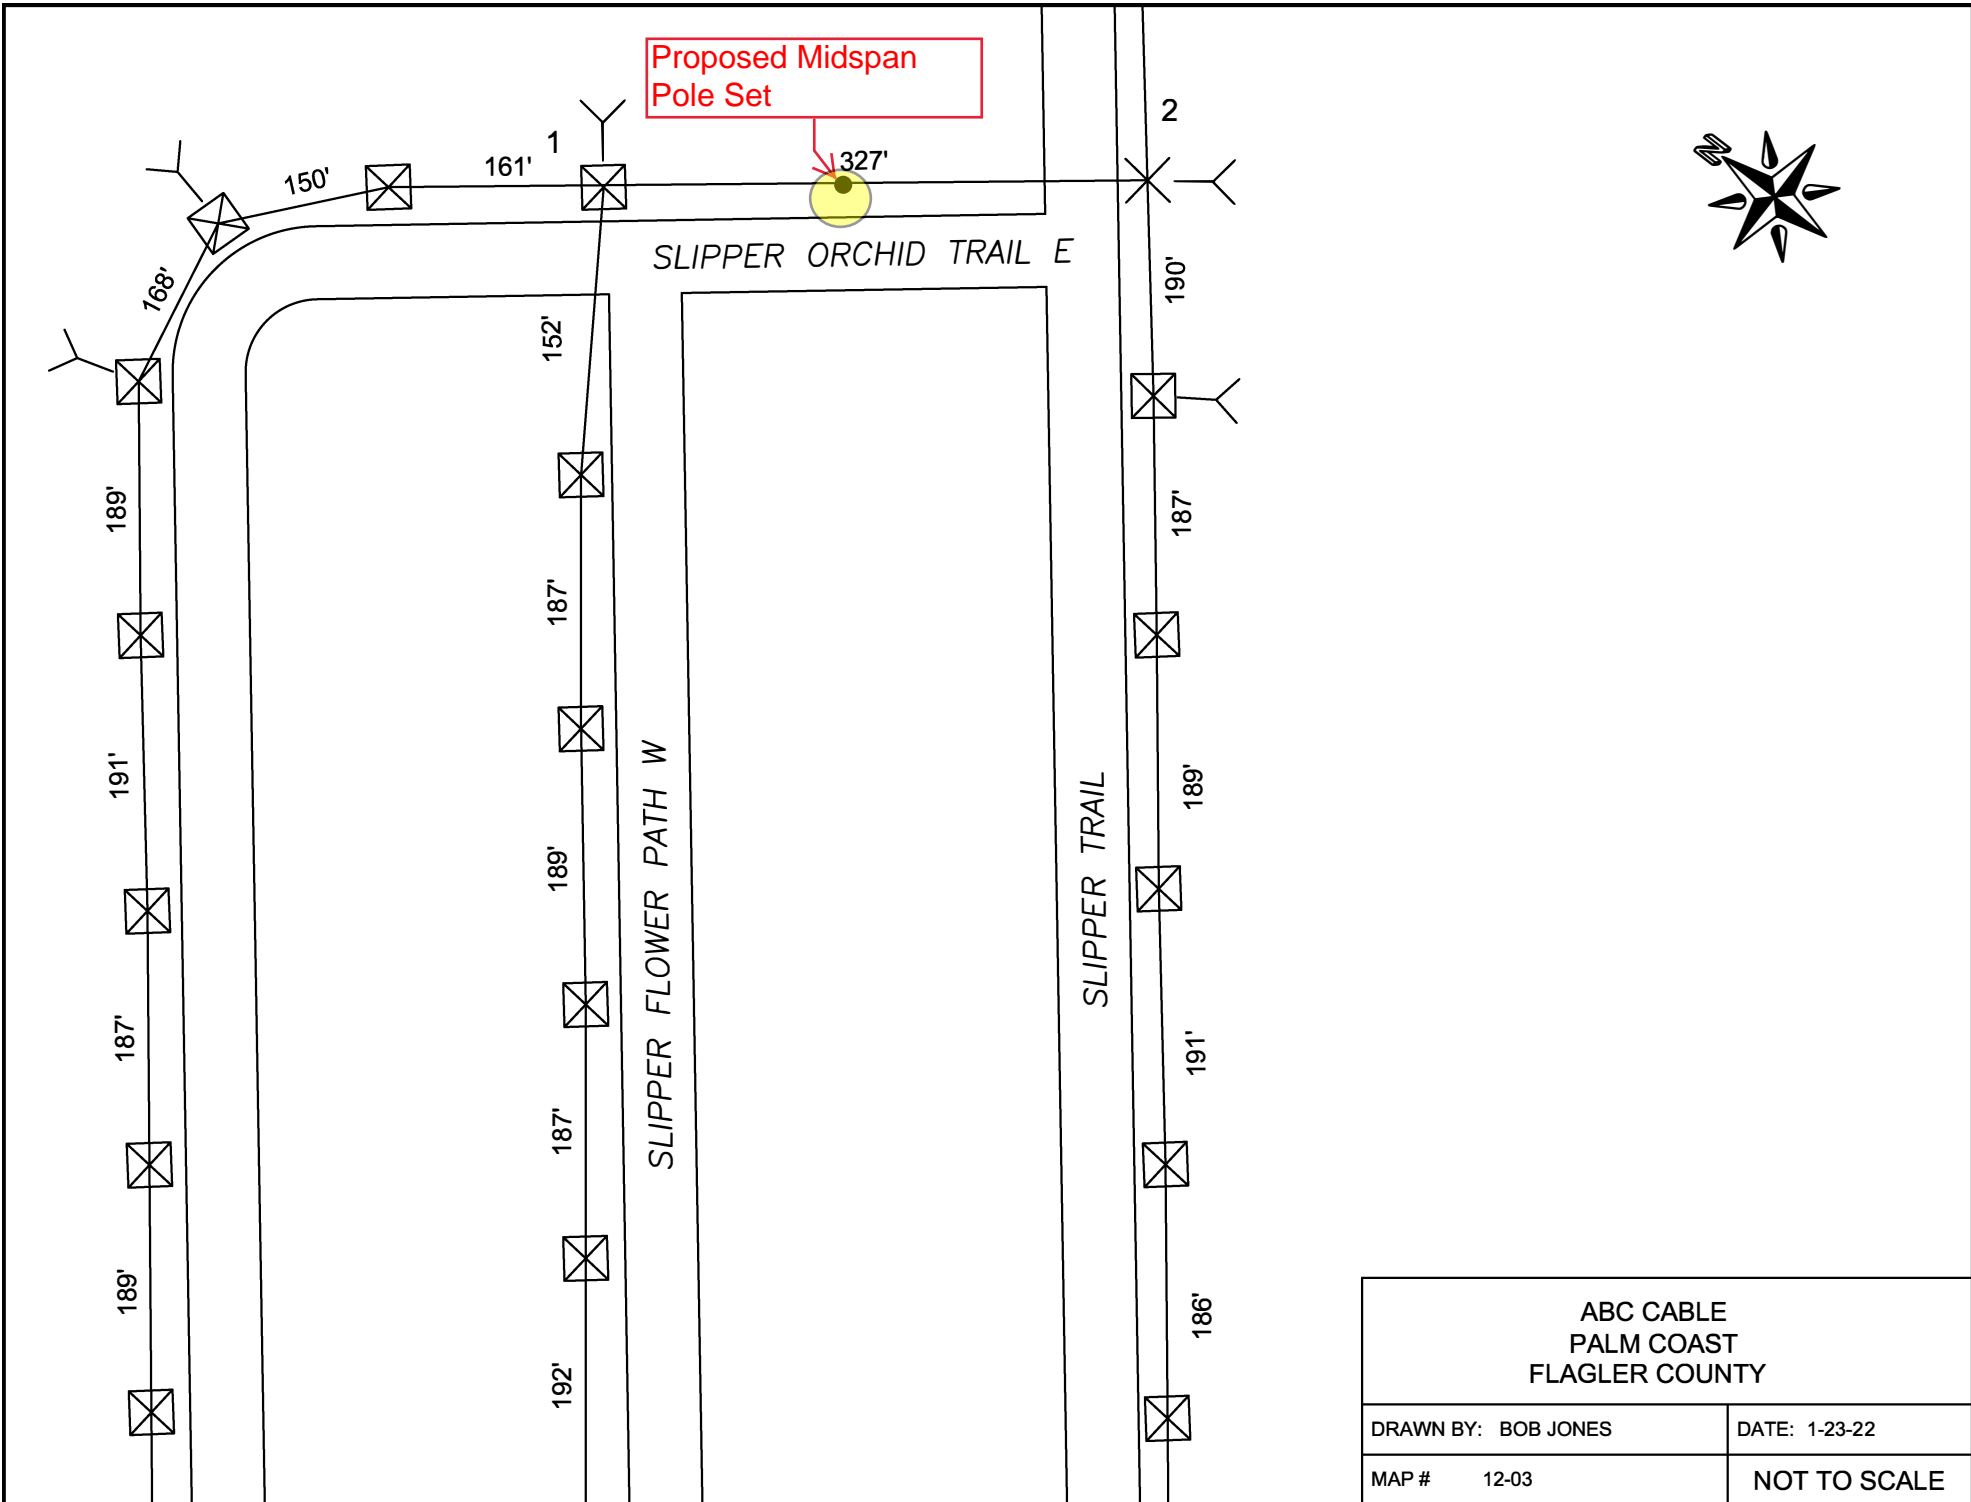 Proposed Midspan
Pole Set
1
2
N
150'
161'
327'
SLIPPER ORCHID TRAIL E
168'
152'
190'
189'
187'
187'
191'
189'
189'
SLIPPER FLOWER PATH W
SLIPPER TRAIL
187'
187'
191'
189'
192'
186'
ABC CABLE
PALM COAST
FLAGLER COUNTY
DRAWN BY: BOB JONES
DATE: 1-23-22
MAP # 12-03
NOT TO SCALE